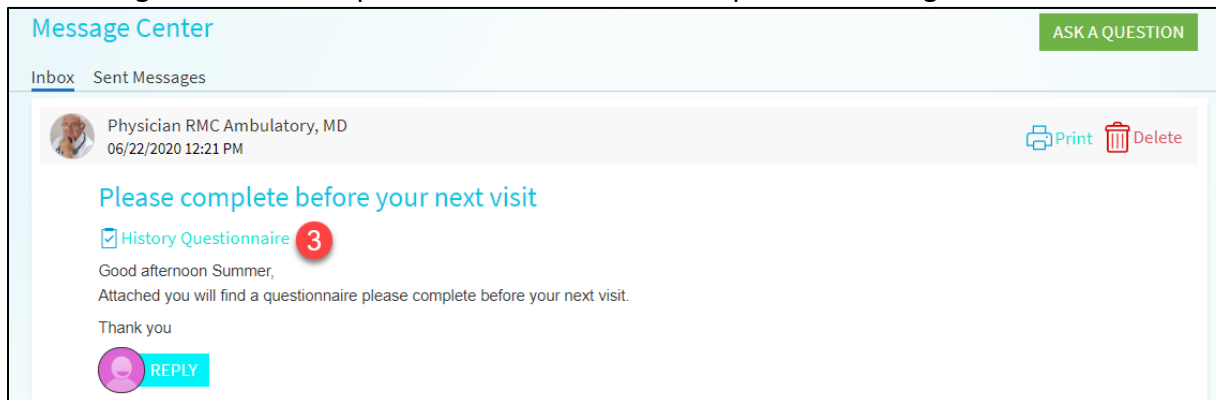 Message Center
ASK A QUESTION
Inbox Sent Messages
Physician RMC Ambulatory, MD
06/22/2020 12:21 PM
Print Delete
Please complete before your next visit
History Questionnaire 3
Good afternoon Summer,
Attached you will find a questionnaire please complete before your next visit.
Thank you
REPLY